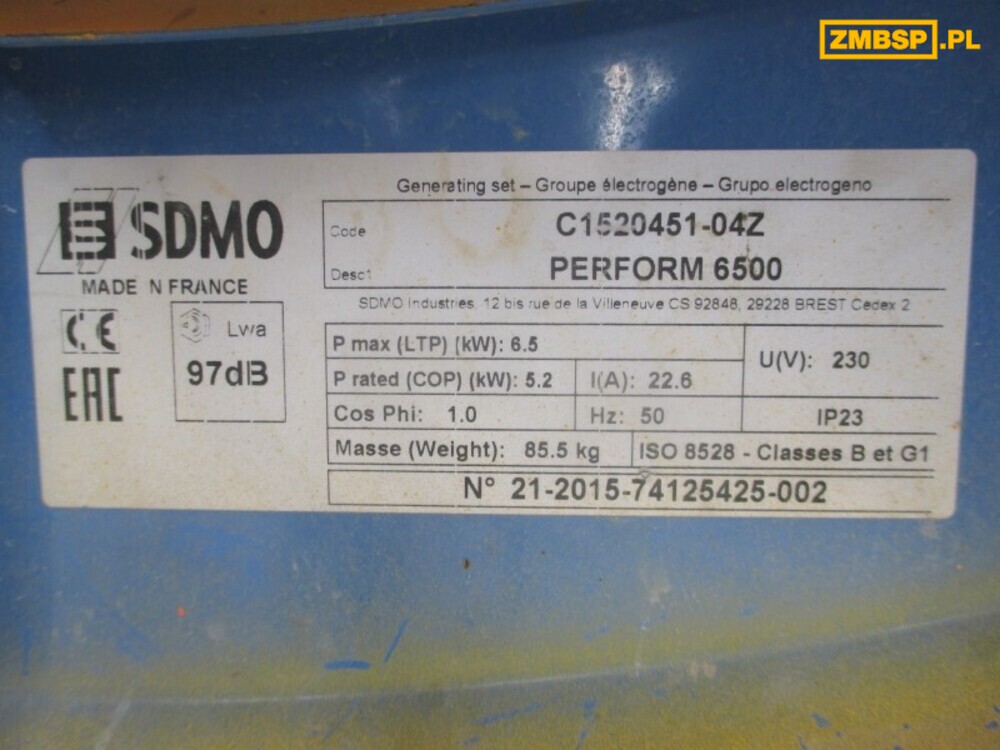 ZMBSP.PL
Generating set – Groupe électrogène – Grupo electrogeno
SDMO
MADE N FRANCE
Code C1520451-04Z
Desc1 PERFORM 6500
SDMO Industries, 12 bis rue de la Villeneuve CS 92848, 29228 BREST Cedex 2
CE
Lwa
97dB
EAC
P max (LTP) (kW): 6.5
U(V): 230
P rated (COP) (kW): 5.2 I(A): 22.6
Cos Phi: 1.0 Hz: 50 IP23
Masse (Weight): 85.5 kg ISO 8528 - Classes B et G1
N° 21-2015-74125425-002